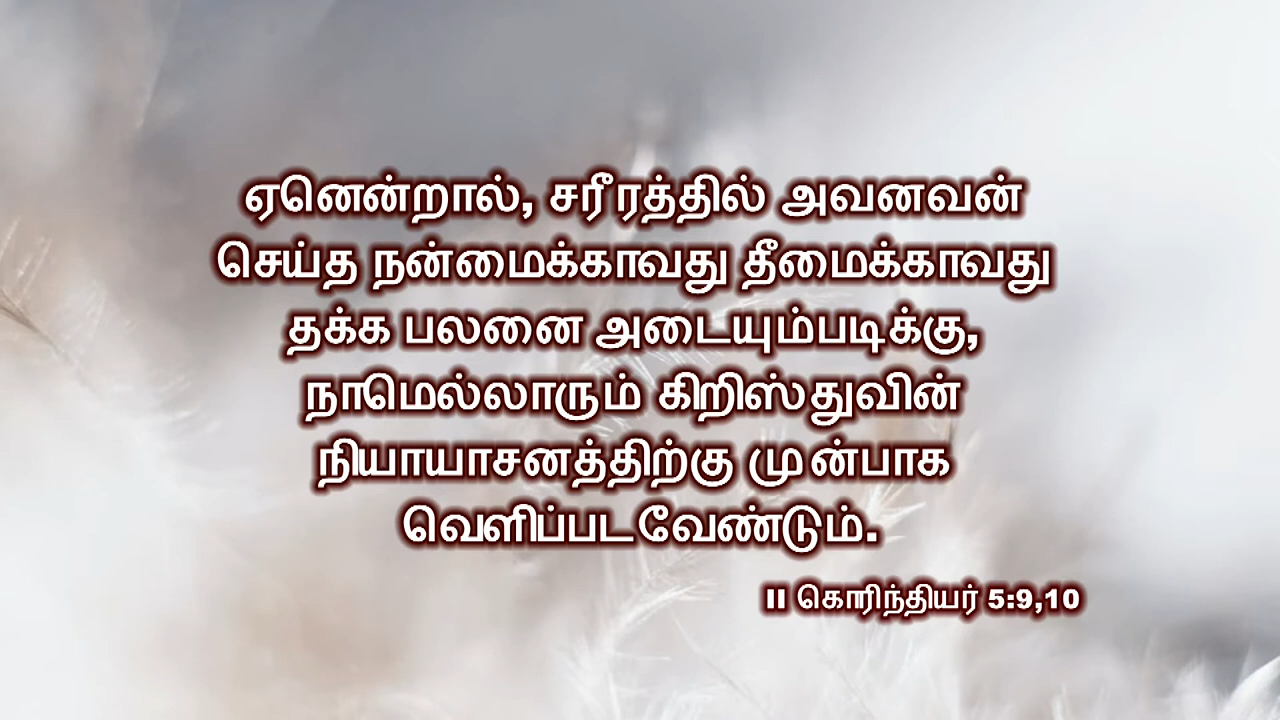 ஏனென்றால், சரீரத்தில் அவனவன்
செய்த நன்மைக்காவது தீமைக்காவது
தக்க பலனை அடையும்படிக்கு,
நாமெல்லாரும் கிறிஸ்துவின்
நியாயாசனத்திற்கு முன்பாக
வெளிப்படவேண்டும்.
II கொரிந்தியர் 5:9,10